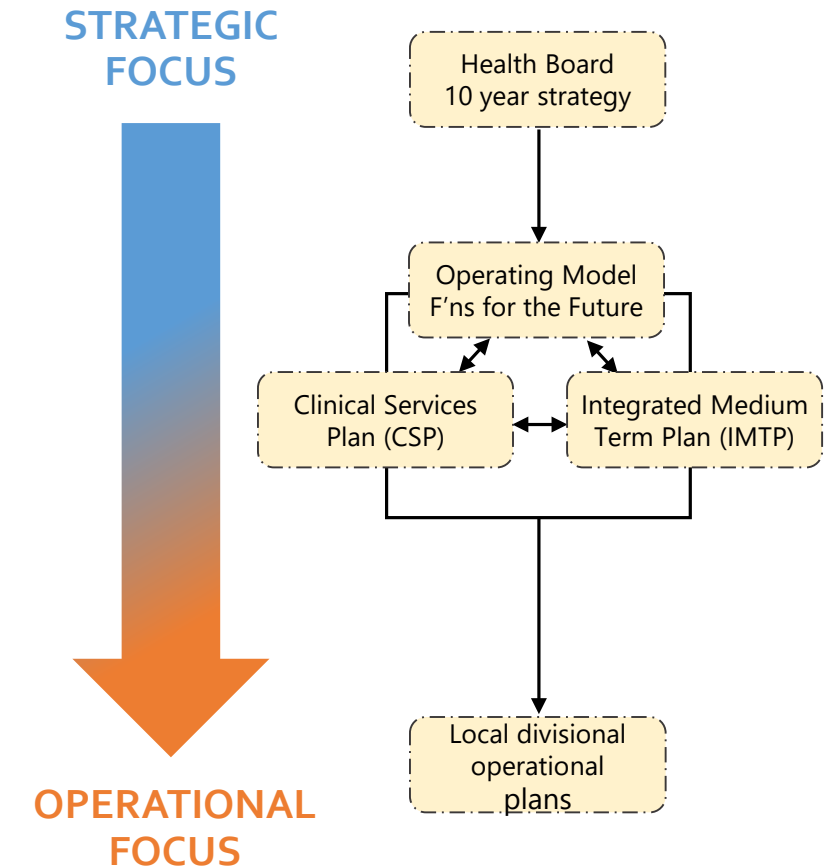 STRATEGIC
FOCUS
Health Board
10 year strategy
Operating Model
F'ns for the Future
Clinical Services
Plan (CSP)
Integrated Medium
Term Plan (IMTP)
Local divisional
operational
plans
OPERATIONAL
FOCUS